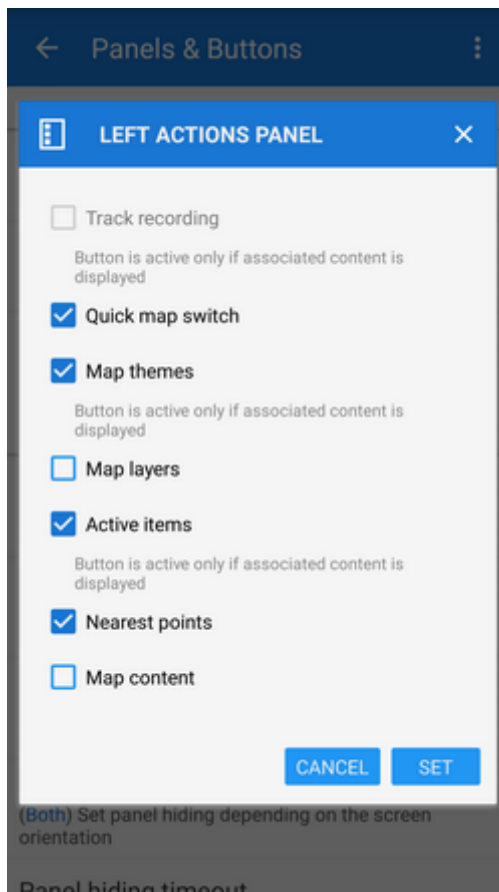 Panels & Buttons
LEFT ACTIONS PANEL
Track recording
Button is active only if associated content is
displayed
Quick map switch
Map themes
Button is active only if associated content is
displayed
Map layers
Active items
Button is active only if associated content is
displayed
Nearest points
Map content
CANCEL SET
(Both) Set panel hiding depending on the screen
orientation
Panel hiding timeout